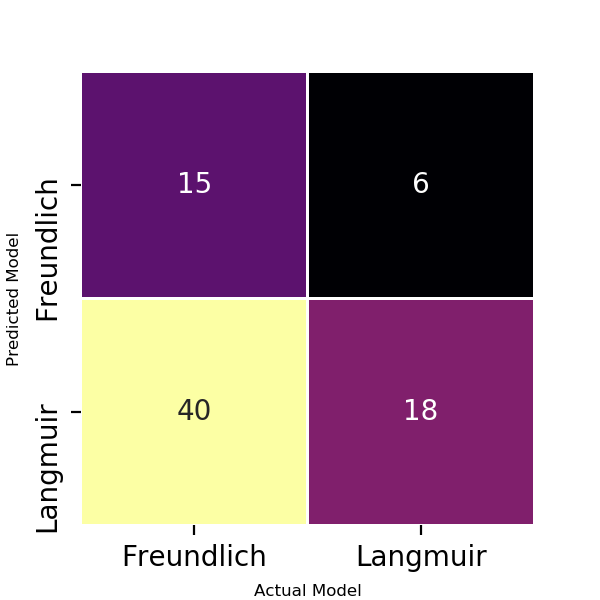 Predicted Model
Freundlich
Langmuir
15
6
40
18
Freundlich
Langmuir
Actual Model